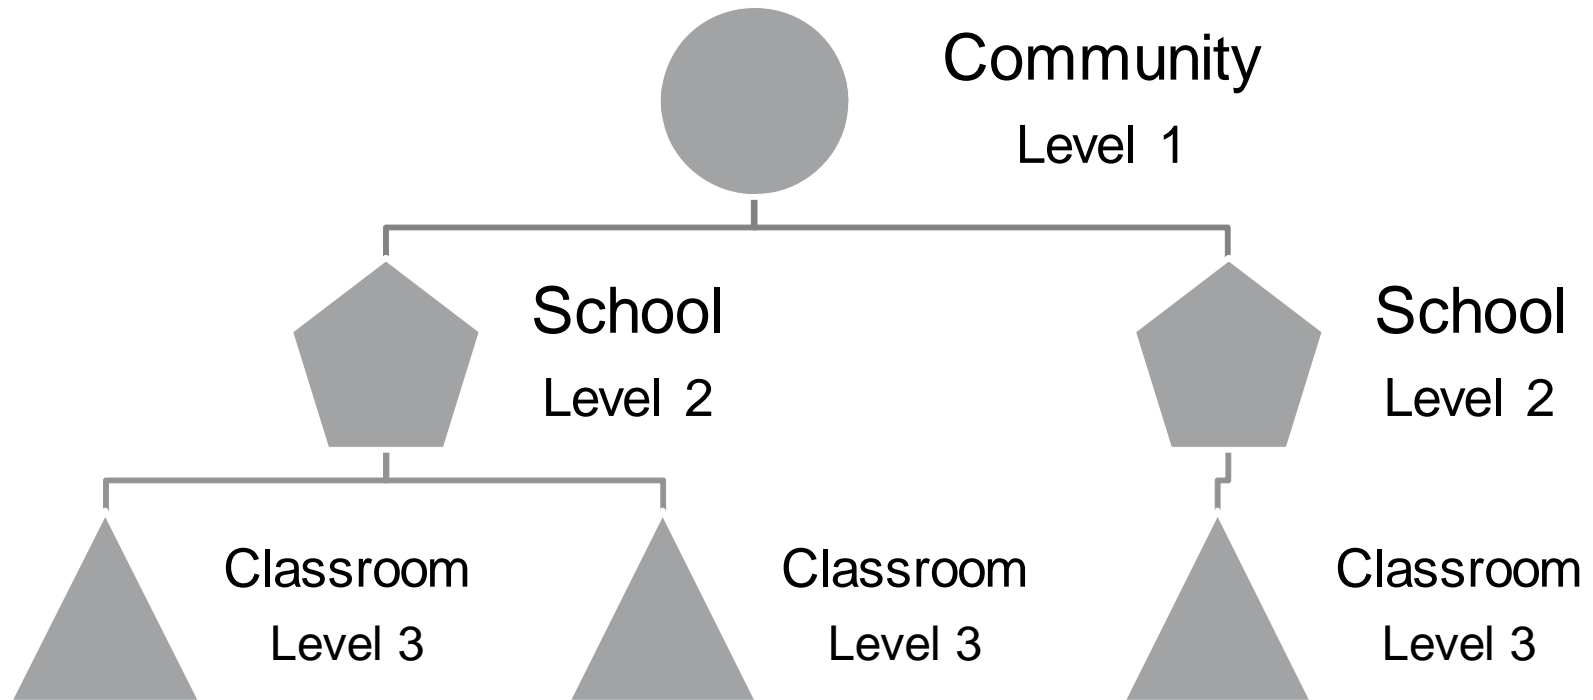 Community
Level 1
School
Level 2
School
Level 2
Classroom
Level 3
Classroom
Level 3
Classroom
Level 3